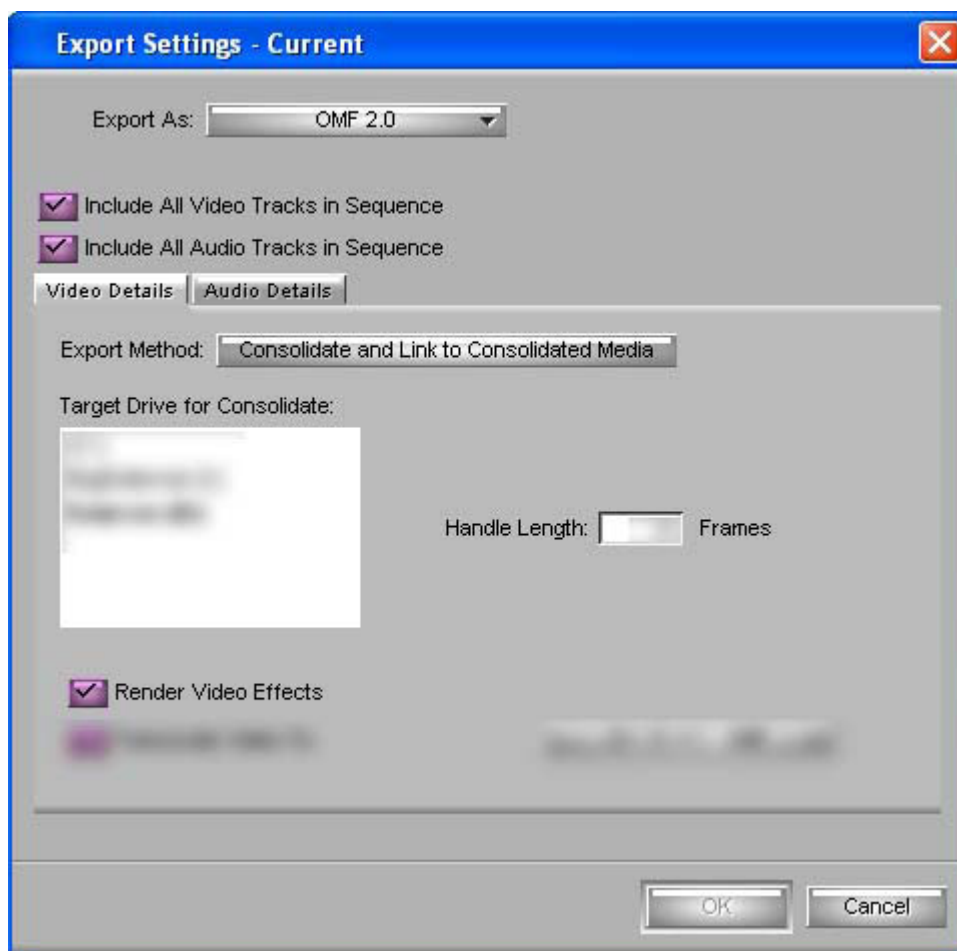 Export Settings - Current
Export As: OMF 2.0
Include All Video Tracks in Sequence
Include All Audio Tracks in Sequence
Video Details Audio Details
Export Method: Consolidate and Link to Consolidated Media
Target Drive for Consolidate:
Handle Length: Frames
Render Video Effects
OK Cancel